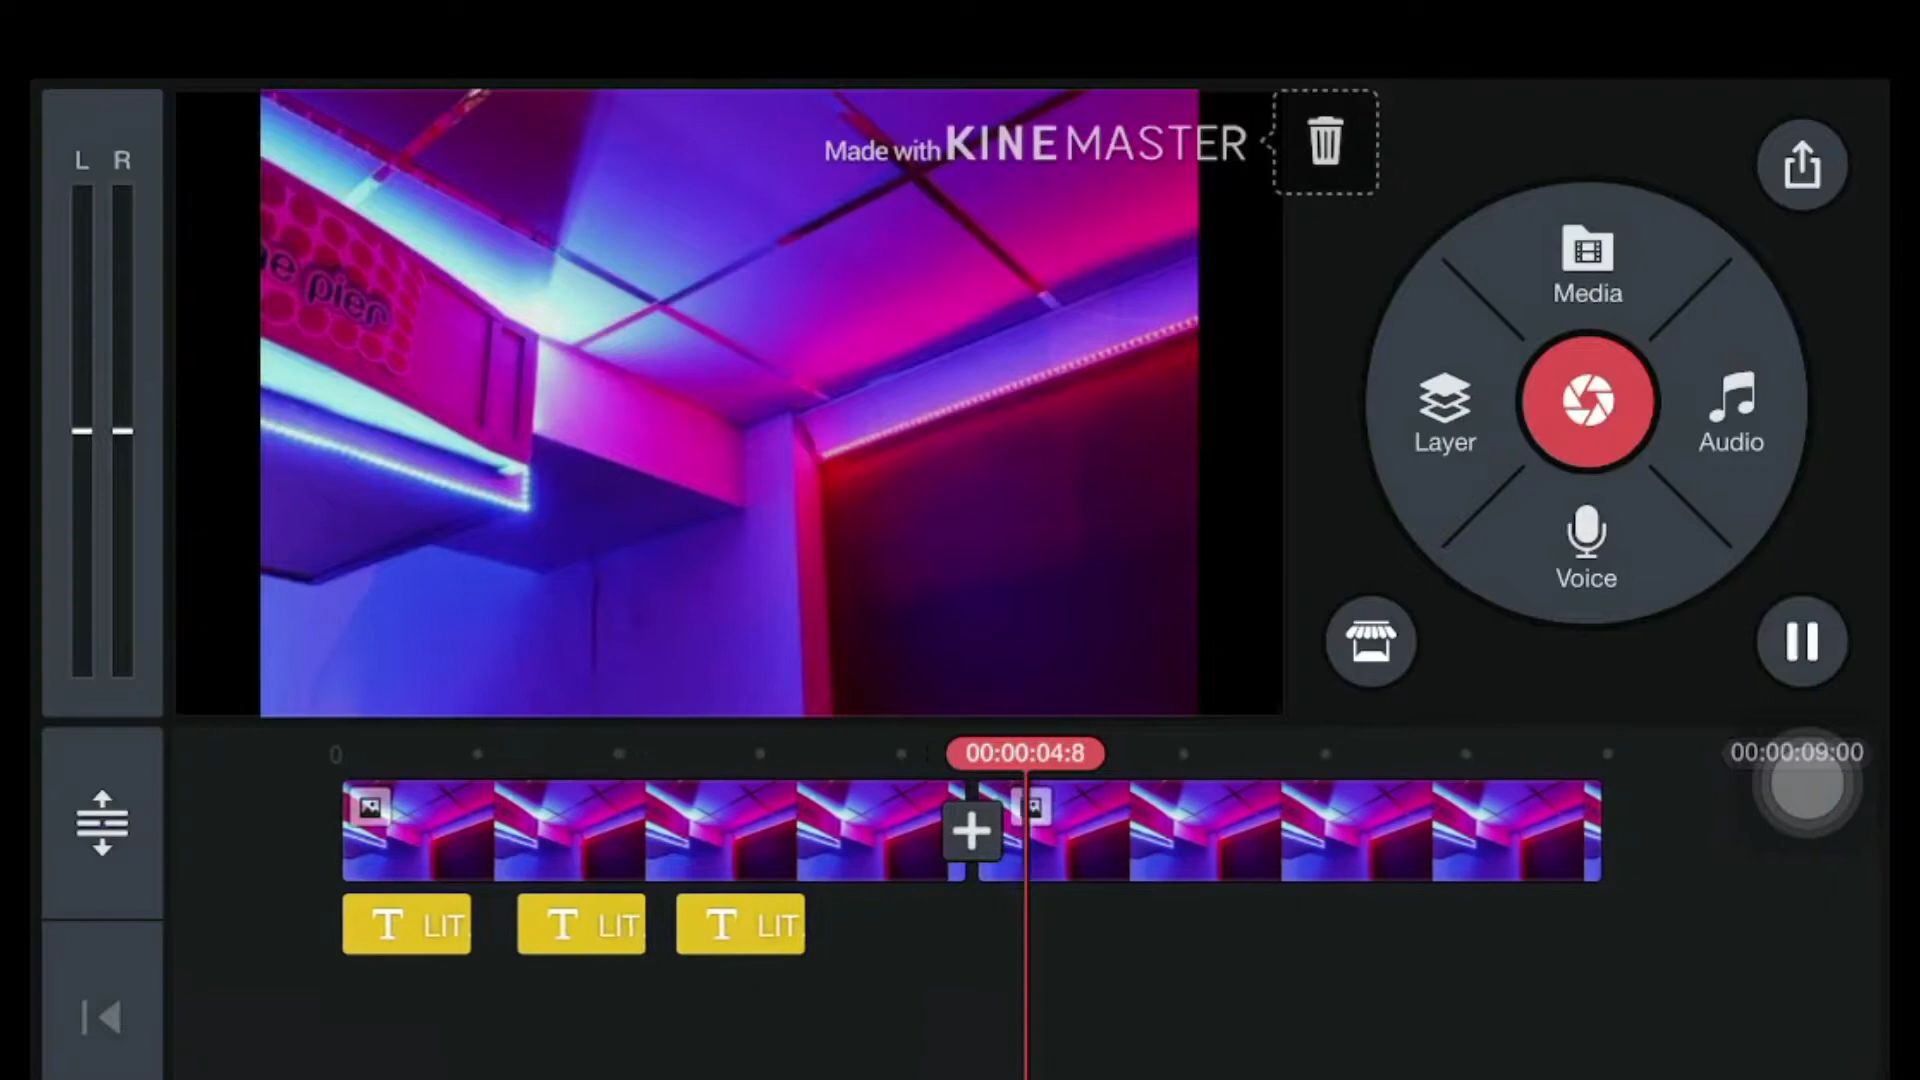 L R
Made with KINEMASTER
e pier
Media
Layer
Audio
Voice
0
00:00:04:8
00:00:09:00
T LIT
T LIT
T LIT